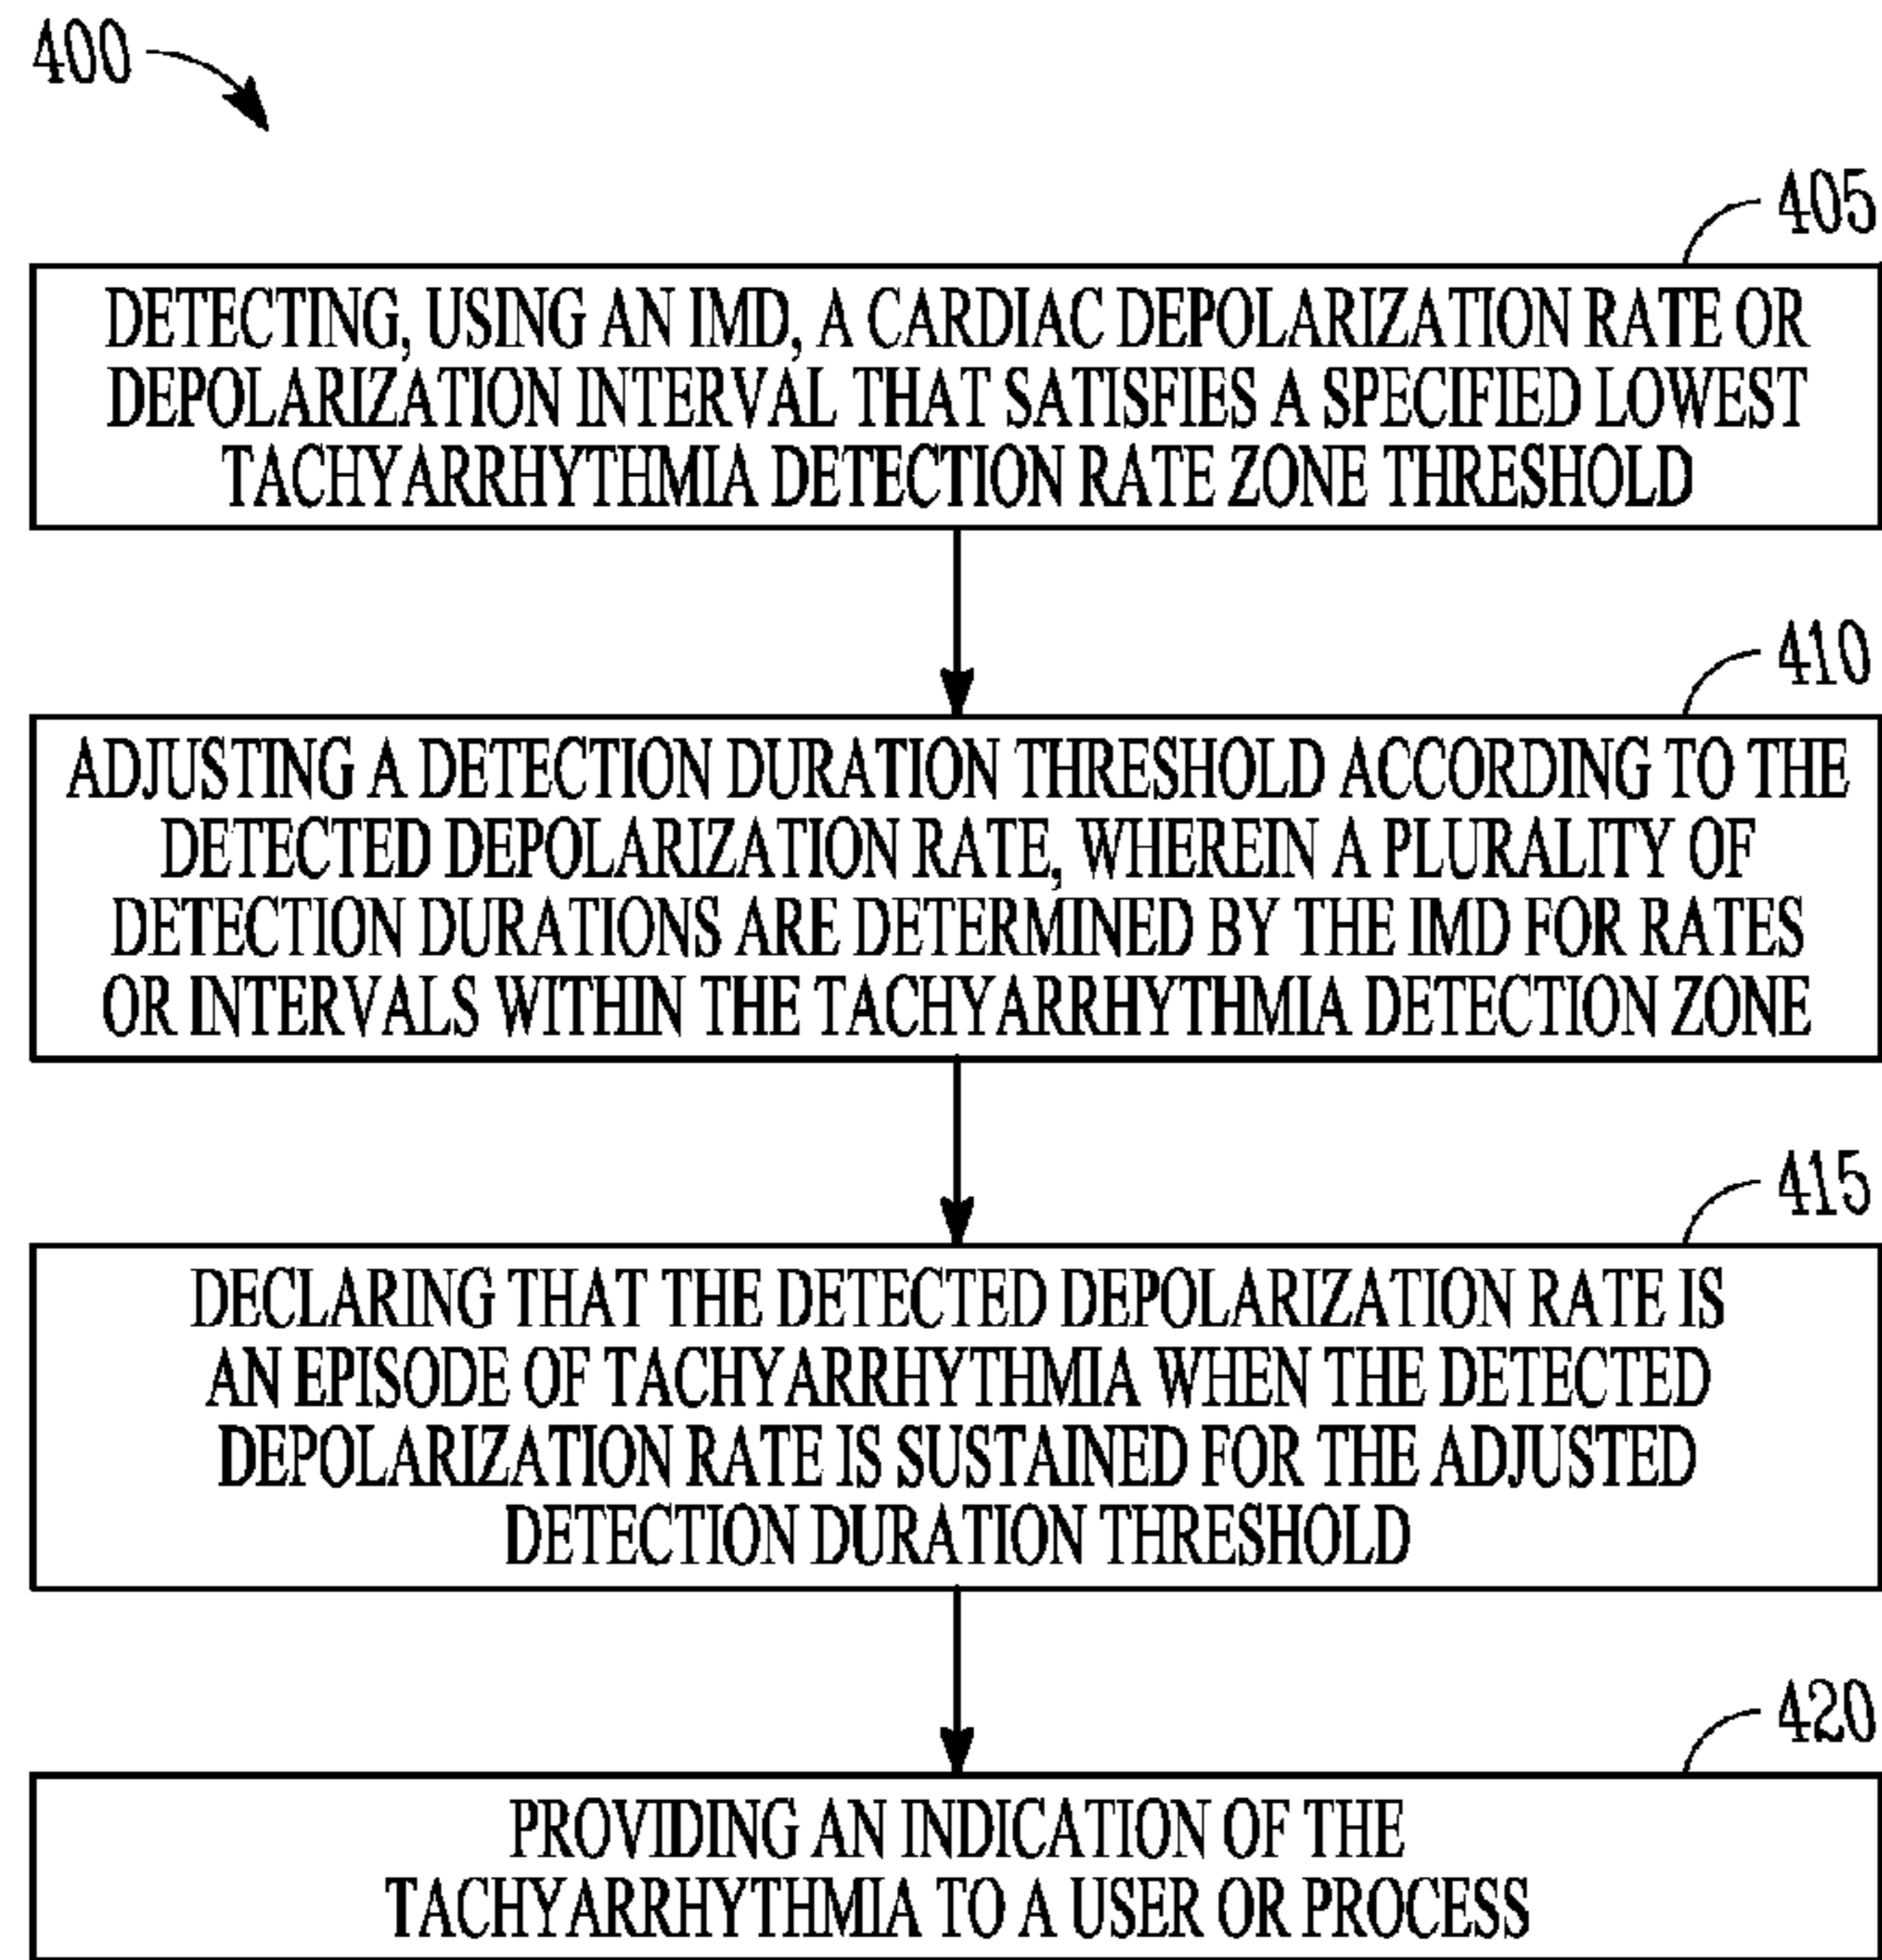 400
405
DETECTING, USING AN IMD, A CARDIAC DEPOLARIZATION RATE OR
DEPOLARIZATION INTERVAL THAT SATISFIES A SPECIFIED LOWEST
TACHYARRHYTHMIA DETECTION RATE ZONE THRESHOLD
410
ADJUSTING A DETECTION DURATION THRESHOLD ACCORDING TO THE
DETECTED DEPOLARIZATION RATE, WHEREIN A PLURALITY OF
DETECTION DURATIONS ARE DETERMINED BY THE IMD FOR RATES
OR INTERVALS WITHIN THE TACHYARRHYTHMIA DETECTION ZONE
415
DECLARING THAT THE DETECTED DEPOLARIZATION RATE IS
AN EPISODE OF TACHYARRHYTHMIA WHEN THE DETECTED
DEPOLARIZATION RATE IS SUSTAINED FOR THE ADJUSTED
DETECTION DURATION THRESHOLD
420
PROVIDING AN INDICATION OF THE
TACHYARRHYTHMIA TO A USER OR PROCESS